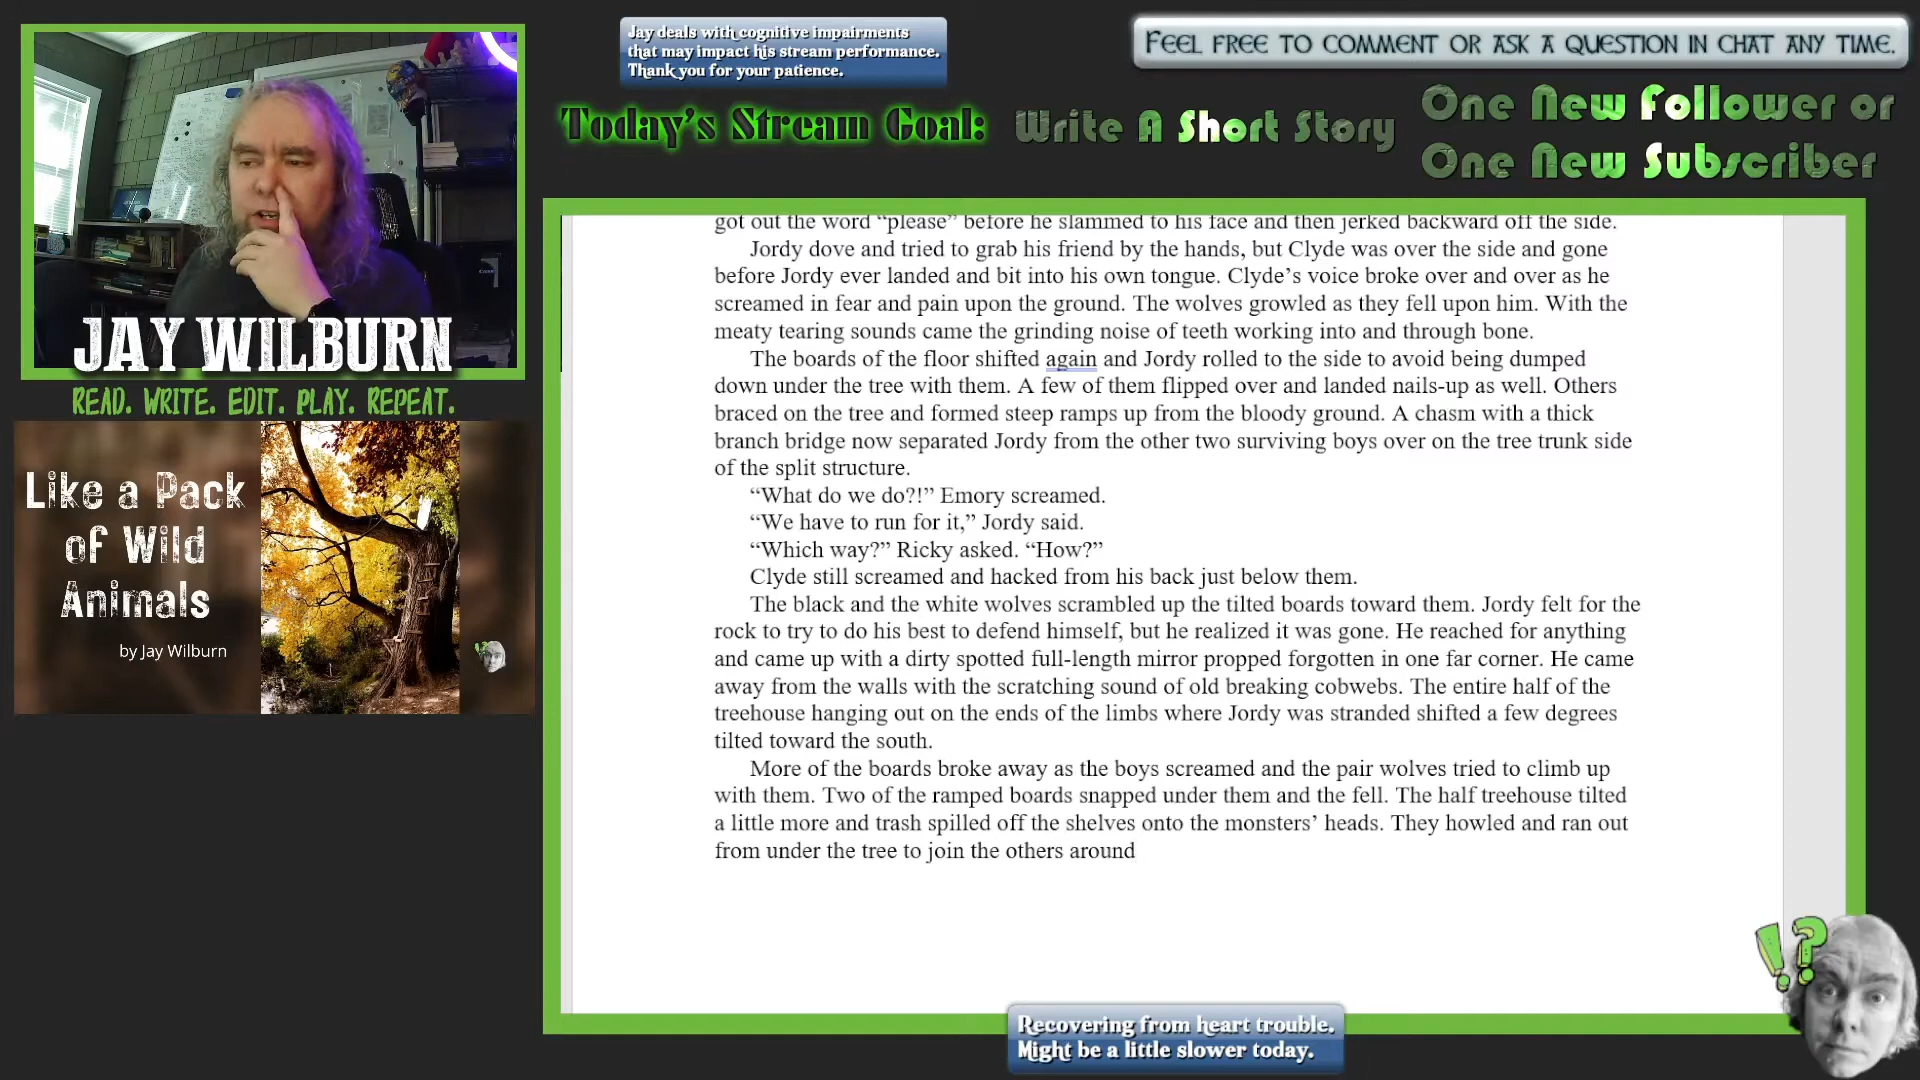 Jay deals with cognitive impairments
that may impact his stream performance.
Thank you for your patience.
FEEL FREE TO COMMENT OR ASK A QUESTION IN CHAT ANY TIME.
Today's Stream Goal:
Write A Short Story
One New Follower or
One New Subscriber
JAY WILBURN
READ. WRITE. EDIT. PLAY. REPEAT.
Like a Pack
of Wild
Animals
by Jay Wilburn
got out the word “please” before he slammed to his face and then jerked backward off the side.
Jordy dove and tried to grab his friend by the hands, but Clyde was over the side and gone
before Jordy ever landed and bit into his own tongue. Clyde’s voice broke over and over as he
screamed in fear and pain upon the ground. The wolves growled as they fell upon him. With the
meaty tearing sounds came the grinding noise of teeth working into and through bone.
The boards of the floor shifted again and Jordy rolled to the side to avoid being dumped
down under the tree with them. A few of them flipped over and landed nails-up as well. Others
braced on the tree and formed steep ramps up from the bloody ground. A chasm with a thick
branch bridge now separated Jordy from the other two surviving boys over on the tree trunk side
of the split structure.
“What do we do?!” Emory screamed.
“We have to run for it,” Jordy said.
“Which way?” Ricky asked. “How?”
Clyde still screamed and hacked from his back just below them.
The black and the white wolves scrambled up the tilted boards toward them. Jordy felt for the
rock to try to do his best to defend himself, but he realized it was gone. He reached for anything
and came up with a dirty spotted full-length mirror propped forgotten in one far corner. He came
away from the walls with the scratching sound of old breaking cobwebs. The entire half of the
treehouse hanging out on the ends of the limbs where Jordy was stranded shifted a few degrees
tilted toward the south.
More of the boards broke away as the boys screamed and the pair wolves tried to climb up
with them. Two of the ramped boards snapped under them and the fell. The half treehouse tilted
a little more and trash spilled off the shelves onto the monsters’ heads. They howled and ran out
from under the tree to join the others around
!?
Recovering from heart trouble.
Might be a little slower today.